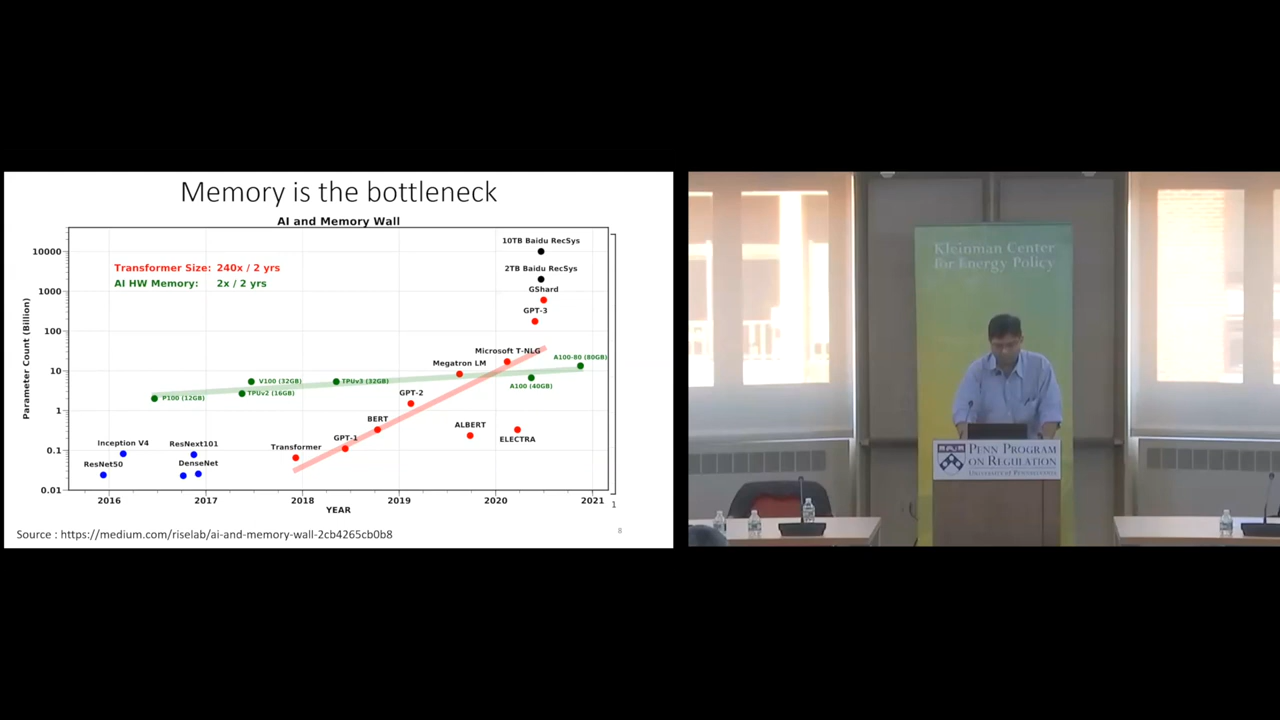 Memory is the bottleneck
AI and Memory Wall
Parameter Count (Billion)
10000
1000
100
10
1
0.1
0.01
Transformer Size: 240x / 2 yrs
AI HW Memory: 2x / 2 yrs
10TB Baidu RecSys
2TB Baidu RecSys
GShard
GPT-3
Microsoft T-NLG
A100-80 (80GB)
Megatron LM
A100 (40GB)
V100 (32GB)
TPUv3 (32GB)
P100 (12GB)
TPUv2 (16GB)
GPT-2
BERT
ALBERT
ELECTRA
GPT-1
Transformer
Inception V4
ResNext101
ResNet50
DenseNet
2016
2017
2018
2019
2020
2021
YEAR
1
Source : https://medium.com/riselab/ai-and-memory-wall-2cb4265cb0b8
8
Kleinman Center
for Energy Policy
PENN PROGRAM
ON REGULATION
UNIVERSITY OF PENNSYLVANIA